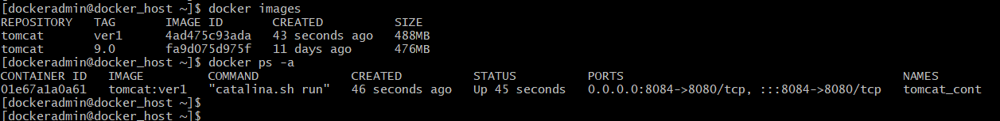 [dockeradmin@docker_host ~]$ docker images
REPOSITORY   TAG       IMAGE ID       CREATED          SIZE
tomcat       ver1      4ad475c93ada   43 seconds ago   488MB
tomcat       9.0       fa9d075d975f   11 days ago      476MB
[dockeradmin@docker_host ~]$ docker ps -a
CONTAINER ID   IMAGE         COMMAND             CREATED          STATUS          PORTS                                       NAMES
01e67a1a0a61   tomcat:ver1   "catalina.sh run"   46 seconds ago   Up 45 seconds   0.0.0.0:8084->8080/tcp, :::8084->8080/tcp   tomcat_cont
[dockeradmin@docker_host ~]$
[dockeradmin@docker_host ~]$